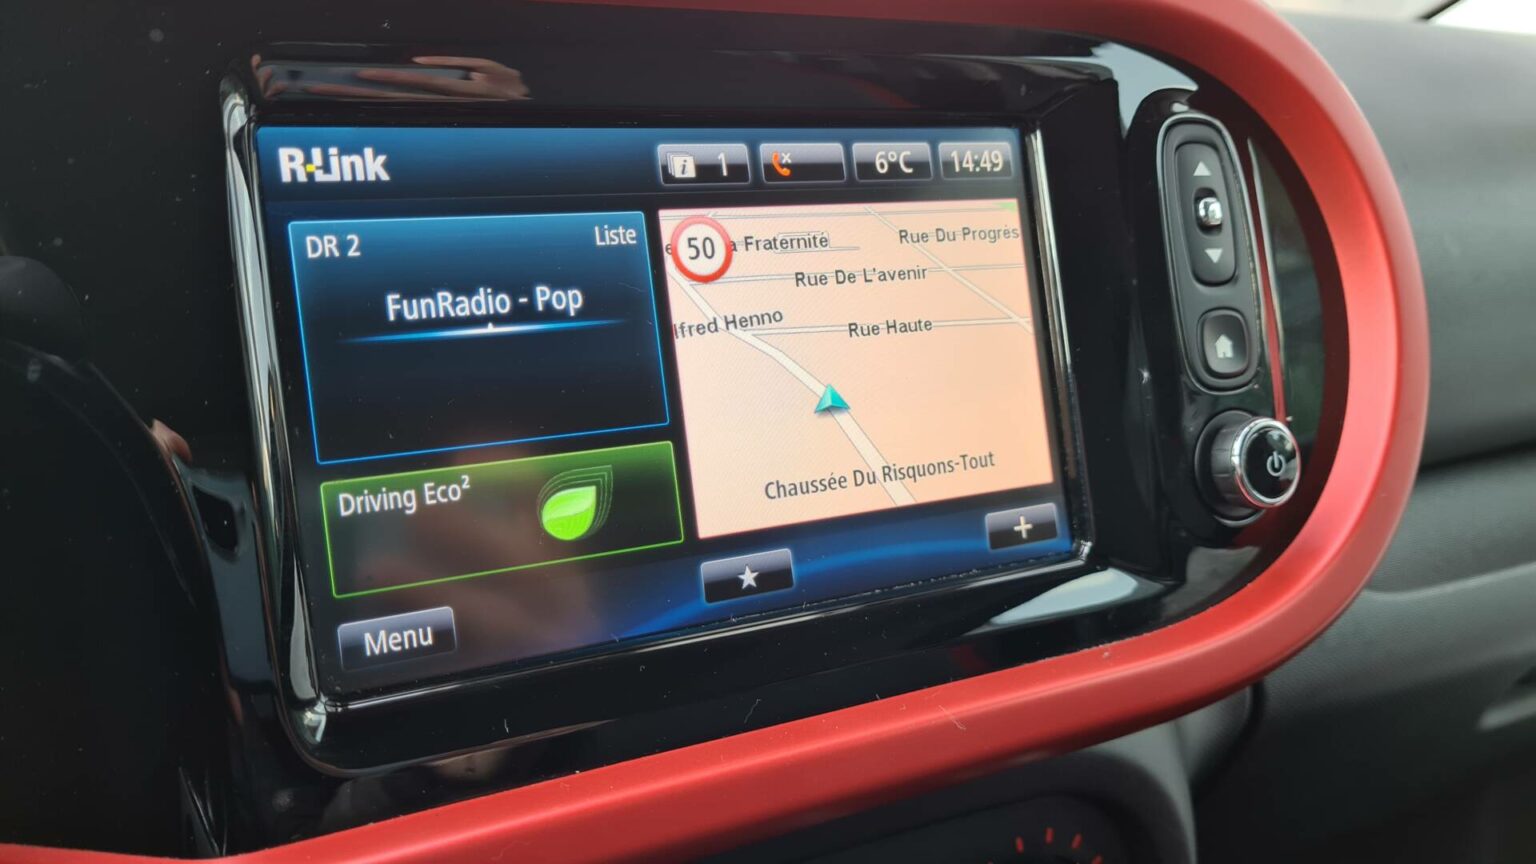 R-Link
1
6°C
14:49
DR 2
Liste
FunRadio - Pop
50
a Fraternité
Rue Du Progrès
Rue De L'avenir
lfred Henno
Rue Haute
Chaussée Du Risquons-Tout
Driving Eco²
Menu